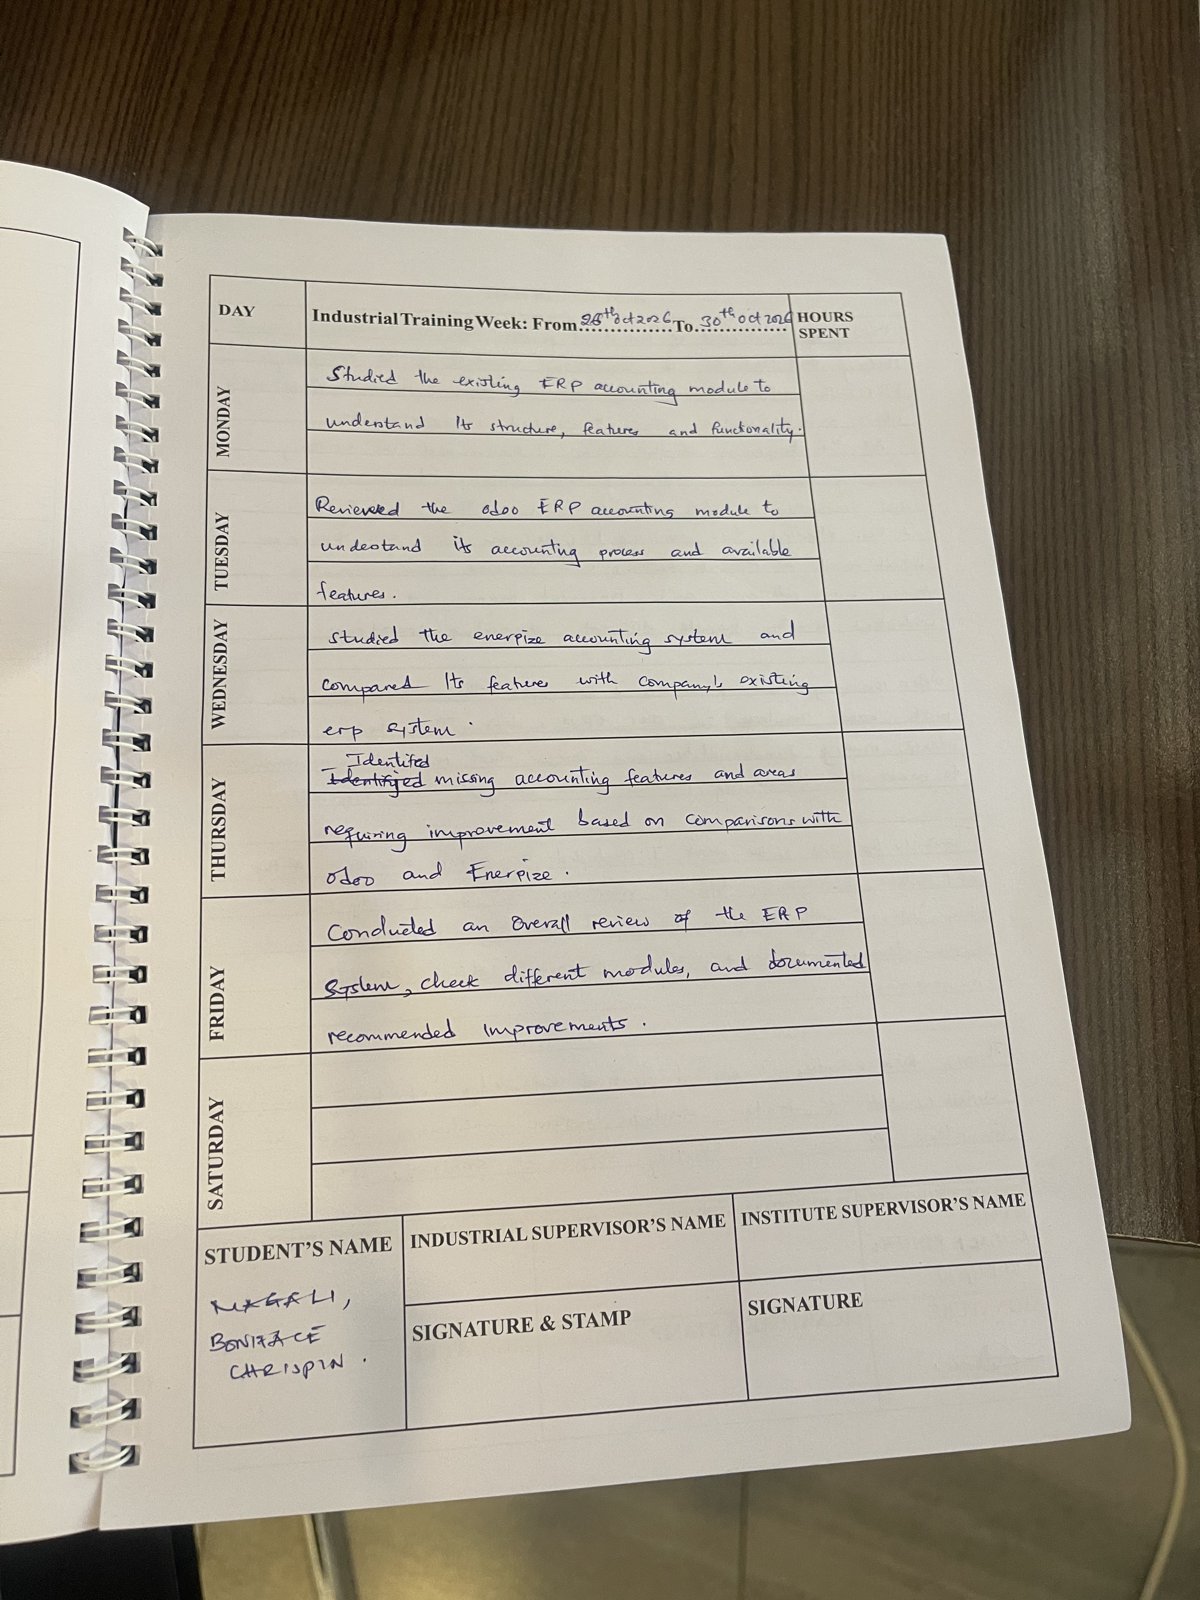 DAY
Industrial Training Week: From 26th Oct 2026 To 30th Oct 2026
HOURS SPENT
MONDAY
Studied the existing ERP accounting module to
understand Its structure, features and functionality.
TUESDAY
Reviewed the odoo ERP accounting module to
undestand its accounting process and available
features.
WEDNESDAY
studied the enerpize accounting system and
compared Its features with company's existing
erp system.
THURSDAY
Identifed
missing accounting features and areas
requiring improvement based on comparisons with
Odoo and Enerpize.
FRIDAY
Conducted an Overall review of the ERP
System, check different modules, and documented
recommended Improvements.
SATURDAY
STUDENT'S NAME
MAGALI,
BONIFACE
CHRISPIN.
INDUSTRIAL SUPERVISOR'S NAME
SIGNATURE & STAMP
INSTITUTE SUPERVISOR'S NAME
SIGNATURE